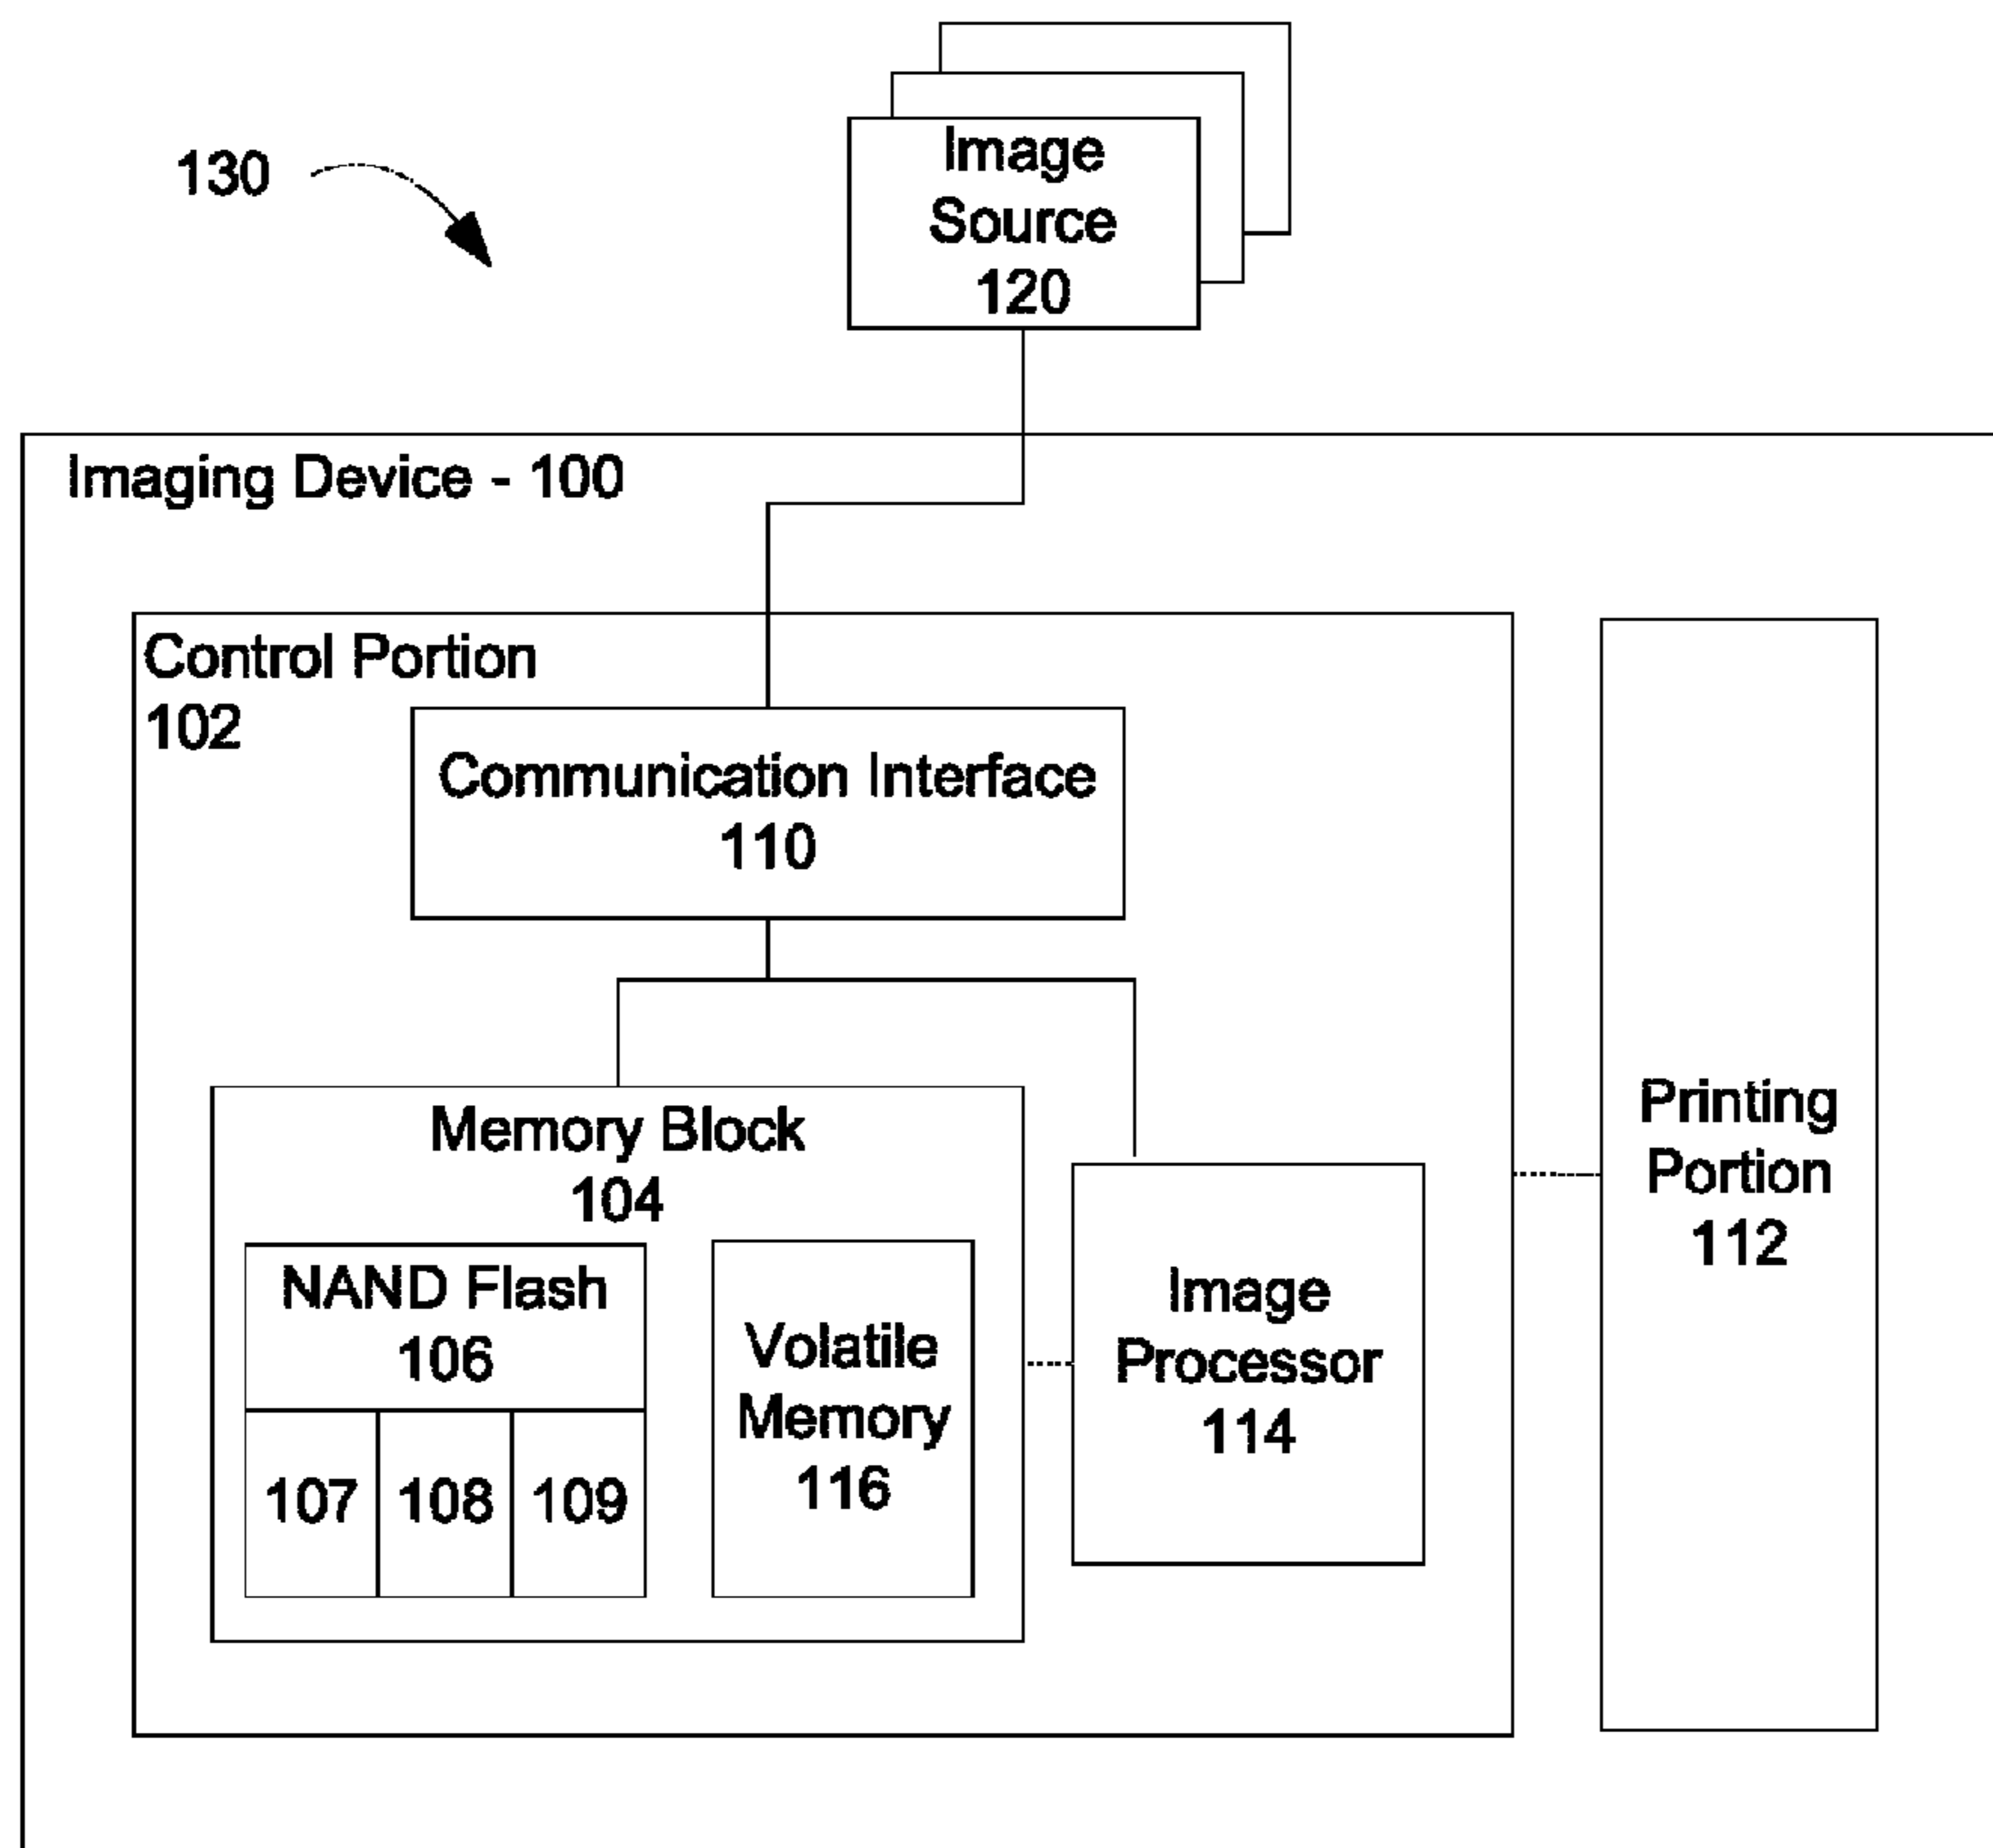 130
Image
Source
120
Imaging Device - 100
Control Portion
102
Communication Interface
110
Memory Block
104
NAND Flash
106
107 108 109
Volatile
Memory
116
Image
Processor
114
Printing
Portion
112